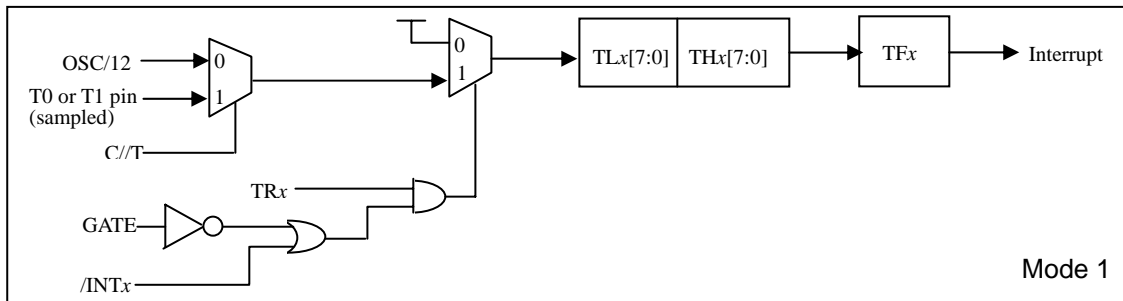 0
OSC/12
0
1
TLx[7:0]
THx[7:0]
TFx
Interrupt
T0 or T1 pin
(sampled)
1
C//T
TRx
GATE
/INTx
Mode 1